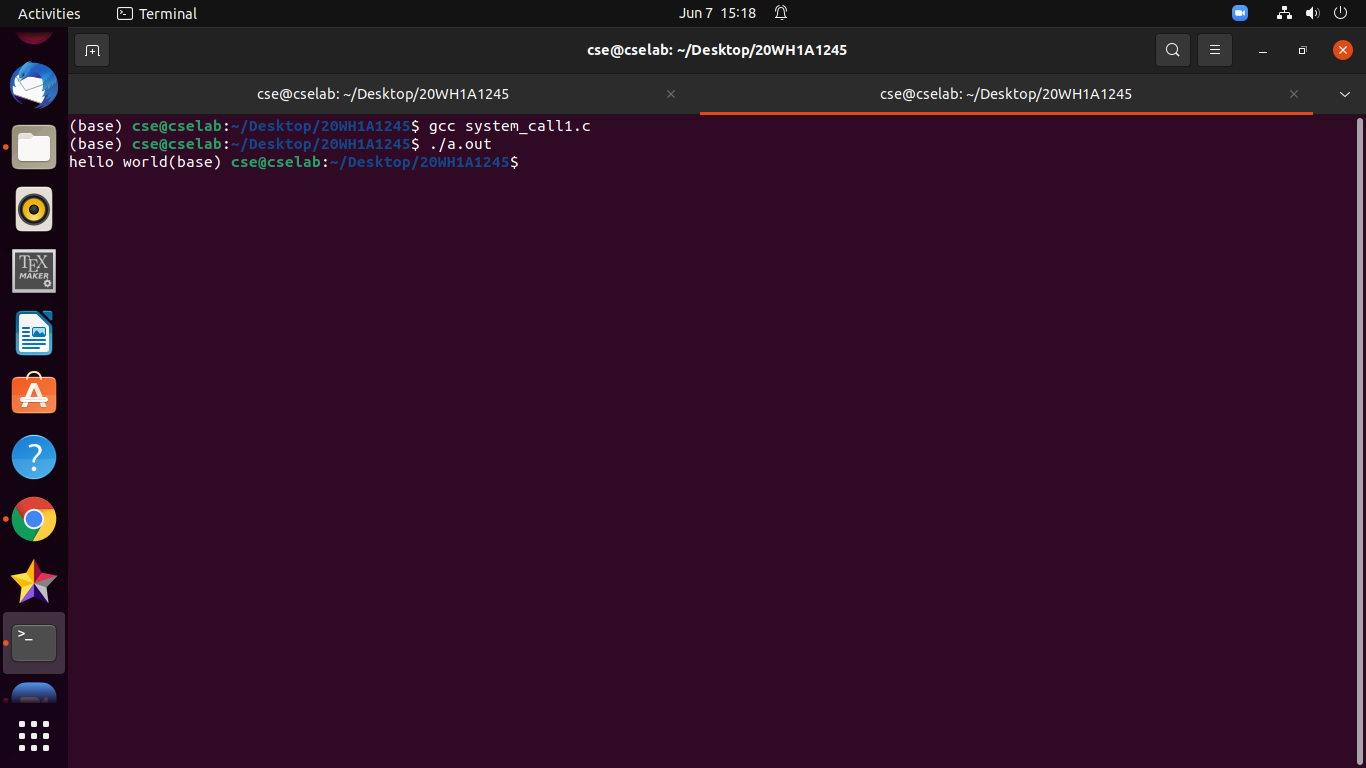 Activities Terminal Jun 7 15:18
cse@cselab: ~/Desktop/20WH1A1245
cse@cselab: ~/Desktop/20WH1A1245 cse@cselab: ~/Desktop/20WH1A1245
(base) cse@cselab:~/Desktop/20WH1A1245$ gcc system_call1.c
(base) cse@cselab:~/Desktop/20WH1A1245$ ./a.out
hello world(base) cse@cselab:~/Desktop/20WH1A1245$
TEX
MAKER
?
>_